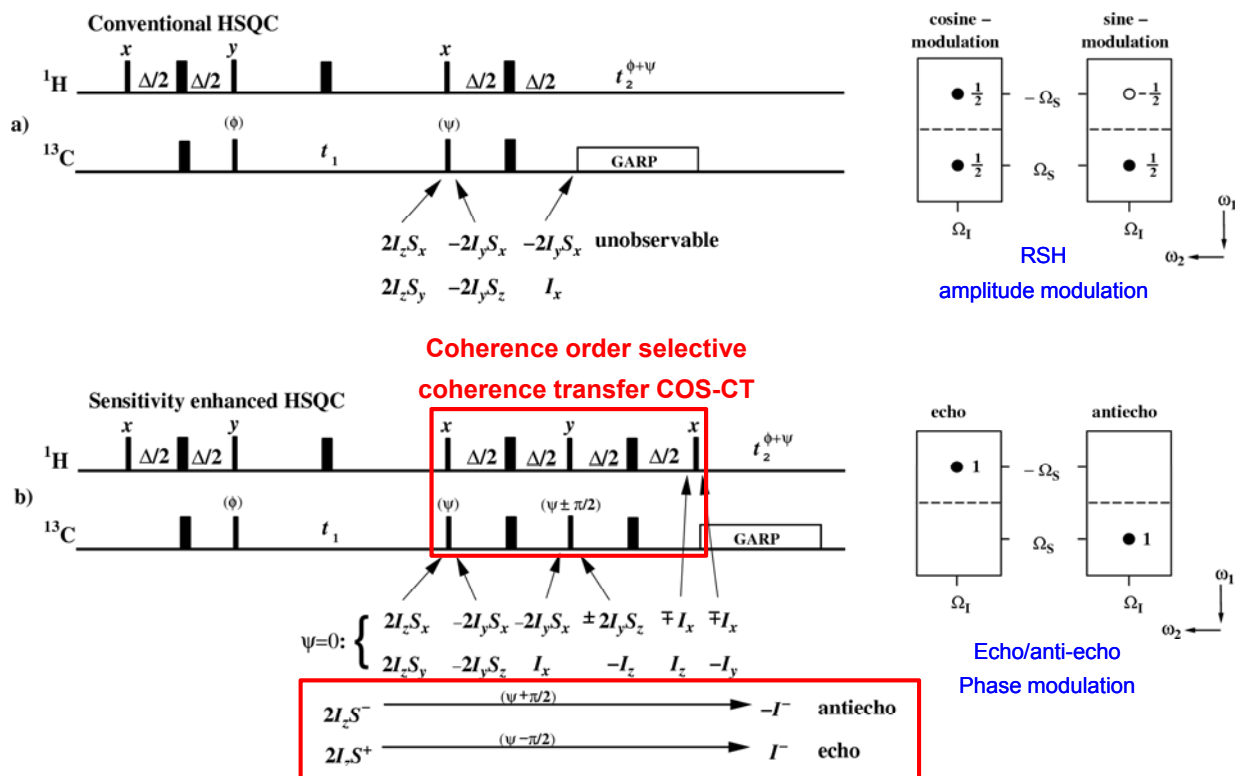 Conventional HSQC
x y x
¹H Δ/2 Δ/2 Δ/2 Δ/2 t₂^ϕ+ψ
a)
(ϕ) (ψ)
¹³C t₁ GARP
2I_zS_x −2I_yS_x −2I_yS_x unobservable
2I_zS_y −2I_yS_z I_x
cosine – modulation
sine – modulation
1/2 – Ω_S −1/2
1/2 Ω_S 1/2
Ω_I Ω_I
ω₁
ω₂
RSH
amplitude modulation
Coherence order selective
coherence transfer COS-CT
Sensitivity enhanced HSQC
x y x y x
¹H Δ/2 Δ/2 Δ/2 Δ/2 Δ/2 Δ/2 t₂^ϕ+ψ
b)
(ϕ) (ψ) (ψ ± π/2)
¹³C t₁ GARP
ψ=0: {
2I_zS_x −2I_yS_x −2I_yS_x ± 2I_yS_z ∓I_x ∓I_x
2I_zS_y −2I_yS_z I_x −I_z I_z −I_y
2I_zS⁻ (ψ+π/2) −I⁻ antiecho
2I_zS⁺ (ψ−π/2) I⁻ echo
echo antiecho
1 – Ω_S
Ω_S 1
Ω_I Ω_I
ω₁
ω₂
Echo/anti-echo
Phase modulation